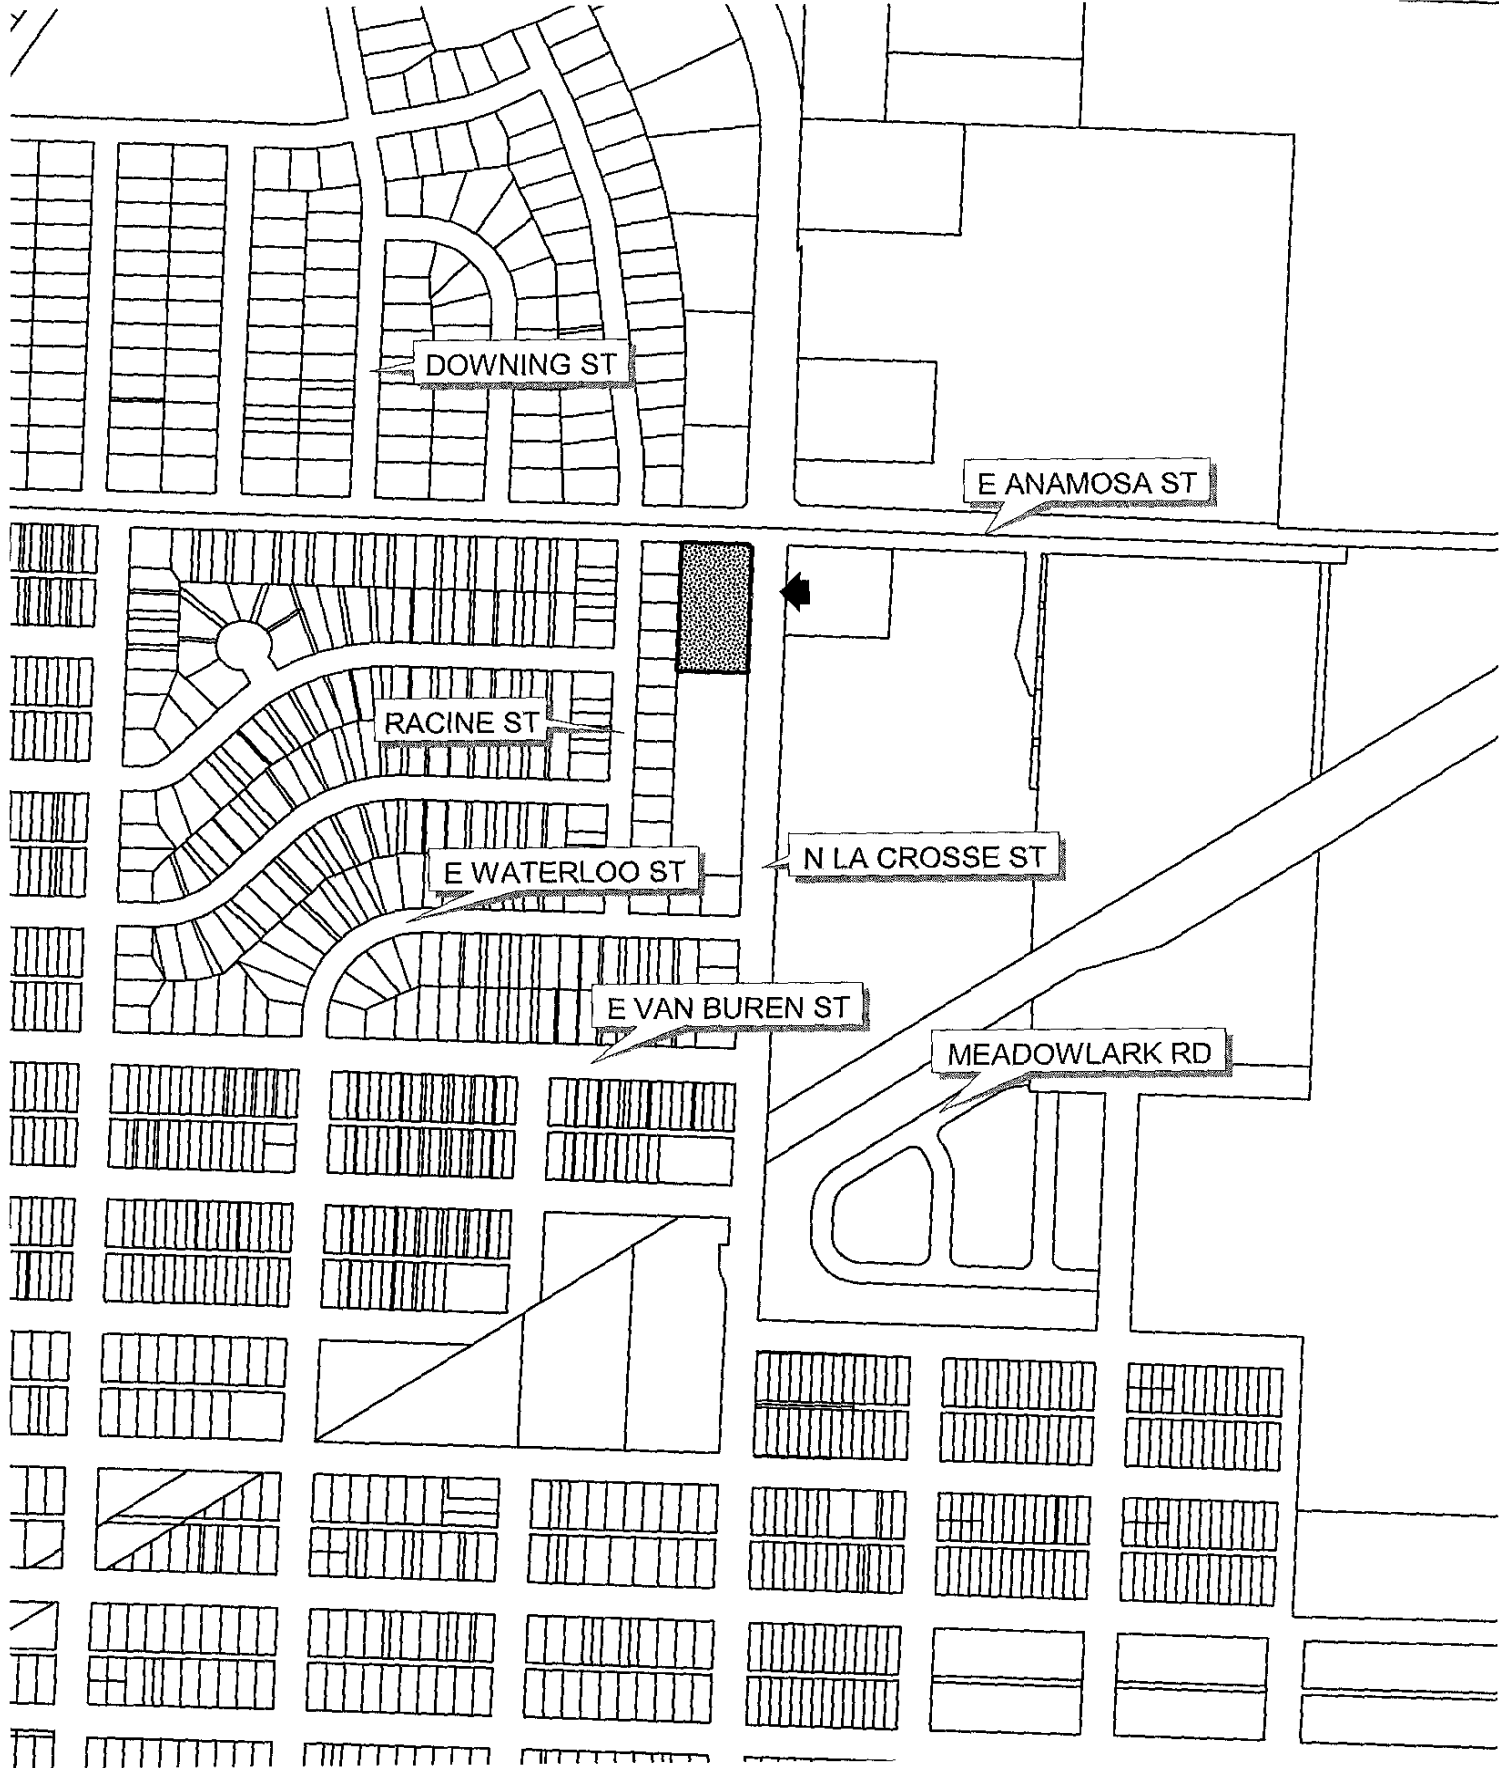 DOWNING ST
E ANAMOSA ST
RACINE ST
N LA CROSSE ST
E WATERLOO ST
E VAN BUREN ST
MEADOWLARK RD